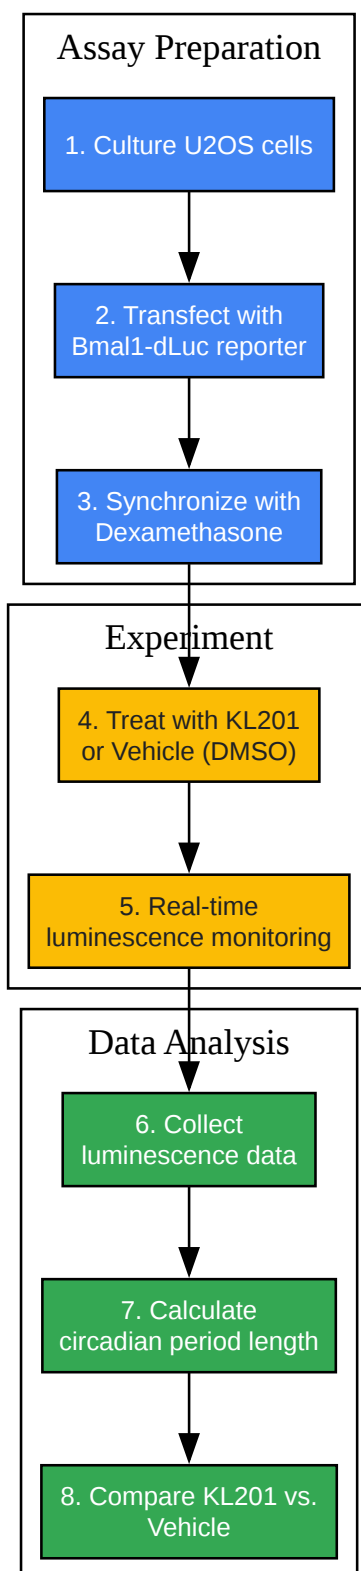 Assay Preparation
1. Culture U2OS cells
2. Transfect with
Bmal1-dLuc reporter
3. Synchronize with
Dexamethasone
Experiment
4. Treat with KL201
or Vehicle (DMSO)
5. Real-time
luminescence monitoring
Data Analysis
6. Collect
luminescence data
7. Calculate
circadian period length
8. Compare KL201 vs.
Vehicle